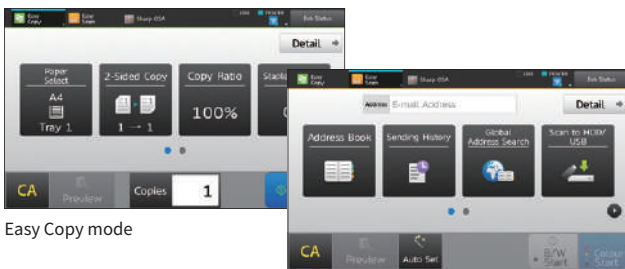 Easy Copy
Easy Scan
Sharp OSA
Job Status
Detail
Paper Select
2-Sided Copy
Copy Ratio
Staple
A4
Tray 1
1 → 1
100%
CA
Preview
Copies
1
Easy Copy mode
Easy Copy
Easy Scan
Sharp OSA
Job Status
Address
E-mail Address
Detail
Address Book
Sending History
Global Address Search
Scan to HDD/USB
CA
Preview
Auto Set
B/W Start
Colour Start